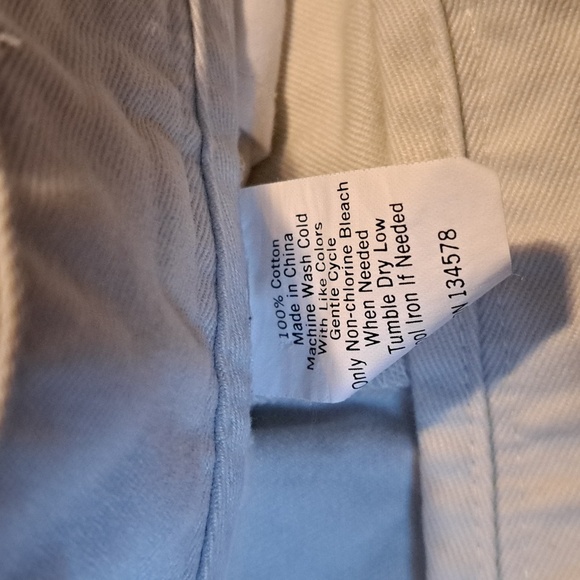 100% Cotton
Made in China
Machine Wash Cold
With Like Colors
Gentle Cycle
Only Non-chlorine Bleach
When Needed
Tumble Dry Low
ol Iron If Needed
N 134578